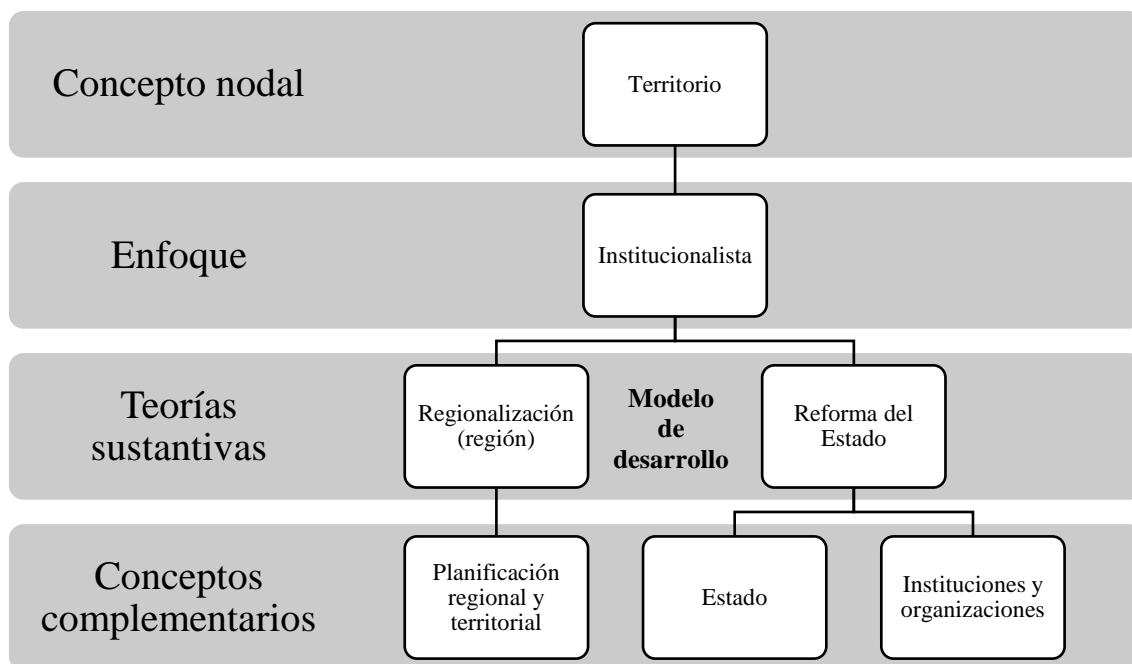 Concepto nodal
Territorio
Enfoque
Institucionalista
Teorías
sustantivas
Regionalización
(región)
Modelo
de
desarrollo
Reforma del
Estado
Conceptos
complementarios
Planificación
regional y
territorial
Estado
Instituciones y
organizaciones